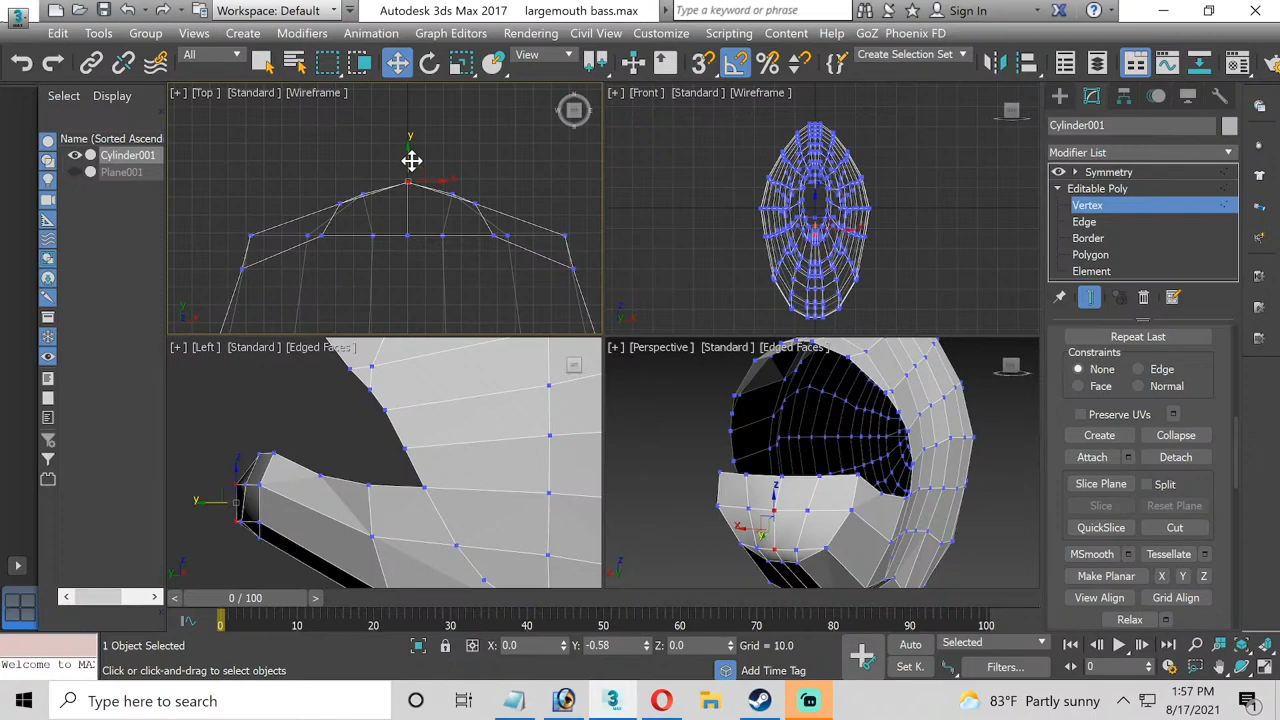 Workspace: Default
Autodesk 3ds Max 2017    largemouth bass.max
Type a keyword or phrase
Sign In
Edit Tools Group Views Create Modifiers Animation Graph Editors Rendering Civil View Customize Scripting Content Help GoZ Phoenix FD
All
View
Create Selection Set
Select Display
Name (Sorted Ascend
Cylinder001
Plane001
[+] [Top] [Standard] [Wireframe]
[+] [Front] [Standard] [Wireframe]
[+] [Left] [Standard] [Edged Faces]
[+] [Perspective] [Standard] [Edged Faces]
Cylinder001
Modifier List
Symmetry
Editable Poly
Vertex
Edge
Border
Polygon
Element
Repeat Last
Constraints
None Edge
Face Normal
Preserve UVs
Create Collapse
Attach Detach
Slice Plane Split
Slice Reset Plane
QuickSlice Cut
MSmooth Tessellate
Make Planar X Y Z
View Align Grid Align
Relax
0 / 100
0 10 20 30 40 50 60 70 80 90 100
1 Object Selected
X: 0.0 Y: -0.58 Z: 0.0 Grid = 10.0
Auto Selected
Welcome to MA
Click or click-and-drag to select objects
Add Time Tag
Set K. Filters...
0
Type here to search
83°F Partly sunny
1:57 PM
8/17/2021